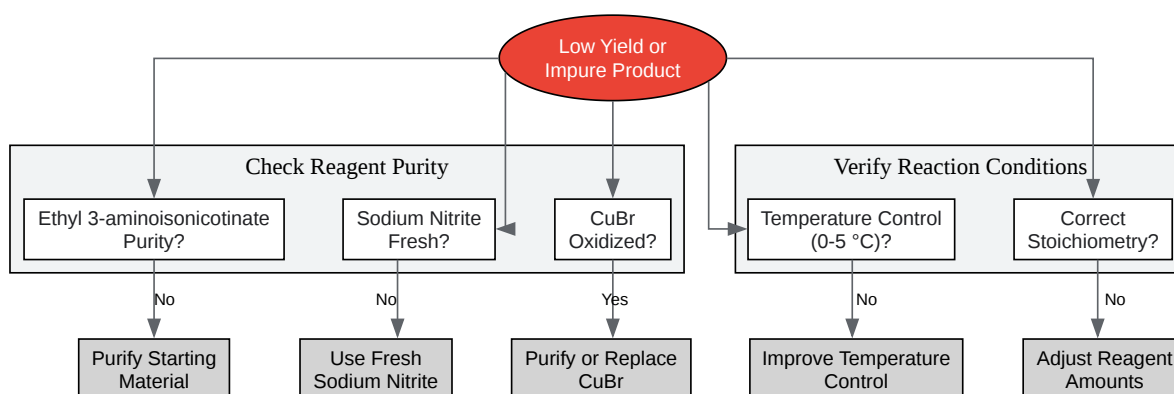 Low Yield or
Impure Product
Check Reagent Purity
Verify Reaction Conditions
Ethyl 3-aminoisonicotinate
Purity?
Sodium Nitrite
Fresh?
CuBr
Oxidized?
Temperature Control
(0-5 °C)?
Correct
Stoichiometry?
No
No
Yes
No
No
Purify Starting
Material
Use Fresh
Sodium Nitrite
Purify or Replace
CuBr
Improve Temperature
Control
Adjust Reagent
Amounts